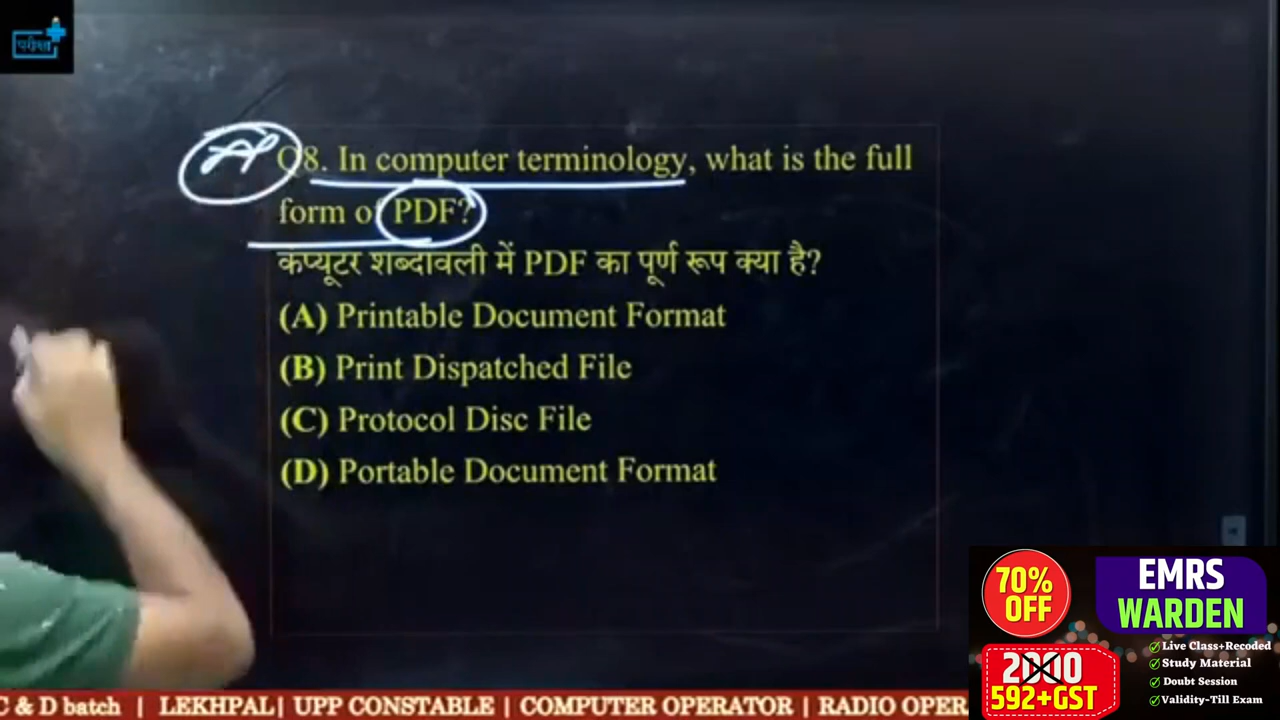 परीक्षा
Q8. In computer terminology, what is the full
form of PDF?
कंप्यूटर शब्दावली में PDF का पूर्ण रूप क्या है?
(A) Printable Document Format
(B) Print Dispatched File
(C) Protocol Disc File
(D) Portable Document Format
70%
OFF
EMRS
WARDEN
2000
592+GST
Live Class+Recoded
Study Material
Doubt Session
Validity-Till Exam
C & D batch | LEKHPAL| UPP CONSTABLE | COMPUTER OPERATOR | RADIO OPERA